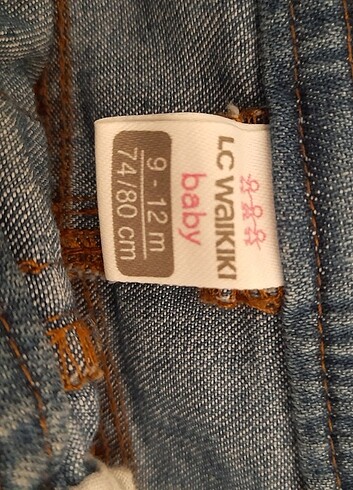 LC WAIKIKI
baby
9 - 12 m
74/80 cm